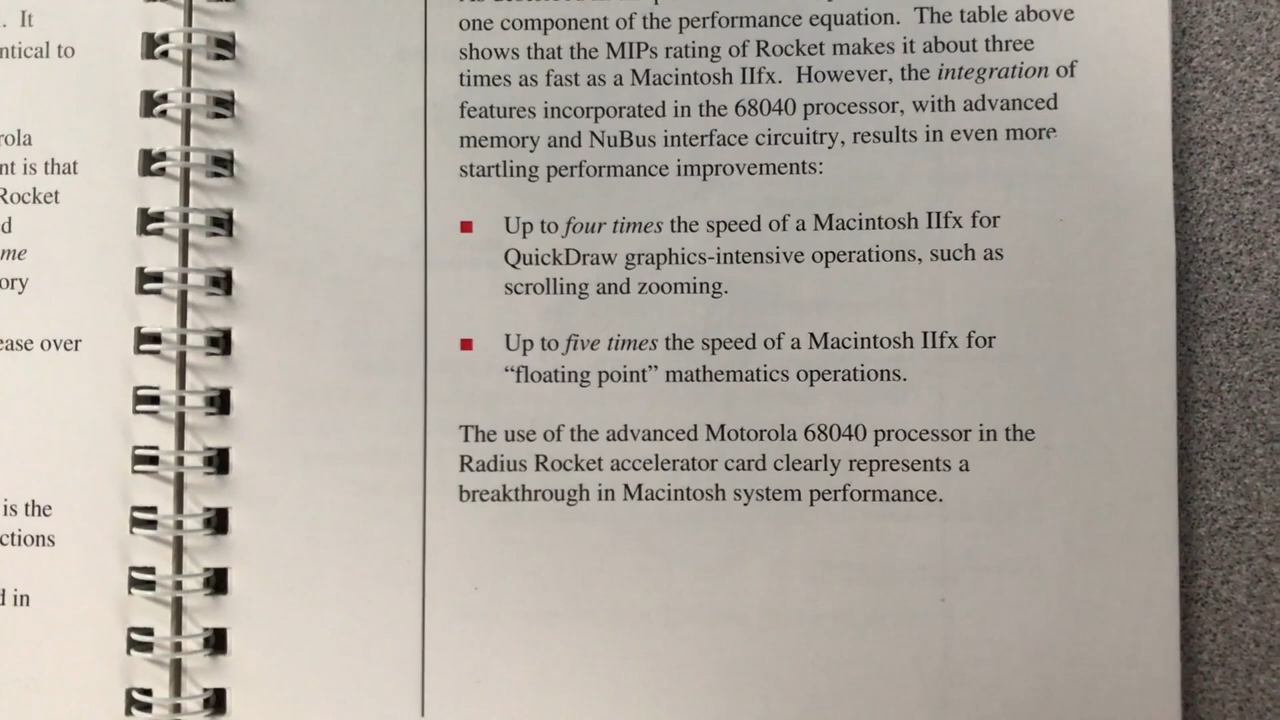 . It
ntical to
rola
nt is that
Rocket
d
me
ory
ease over
is the
ctions
d in
one component of the performance equation. The table above
shows that the MIPs rating of Rocket makes it about three
times as fast as a Macintosh IIfx. However, the integration of
features incorporated in the 68040 processor, with advanced
memory and NuBus interface circuitry, results in even more
startling performance improvements:
Up to four times the speed of a Macintosh IIfx for
QuickDraw graphics-intensive operations, such as
scrolling and zooming.
Up to five times the speed of a Macintosh IIfx for
“floating point” mathematics operations.
The use of the advanced Motorola 68040 processor in the
Radius Rocket accelerator card clearly represents a
breakthrough in Macintosh system performance.